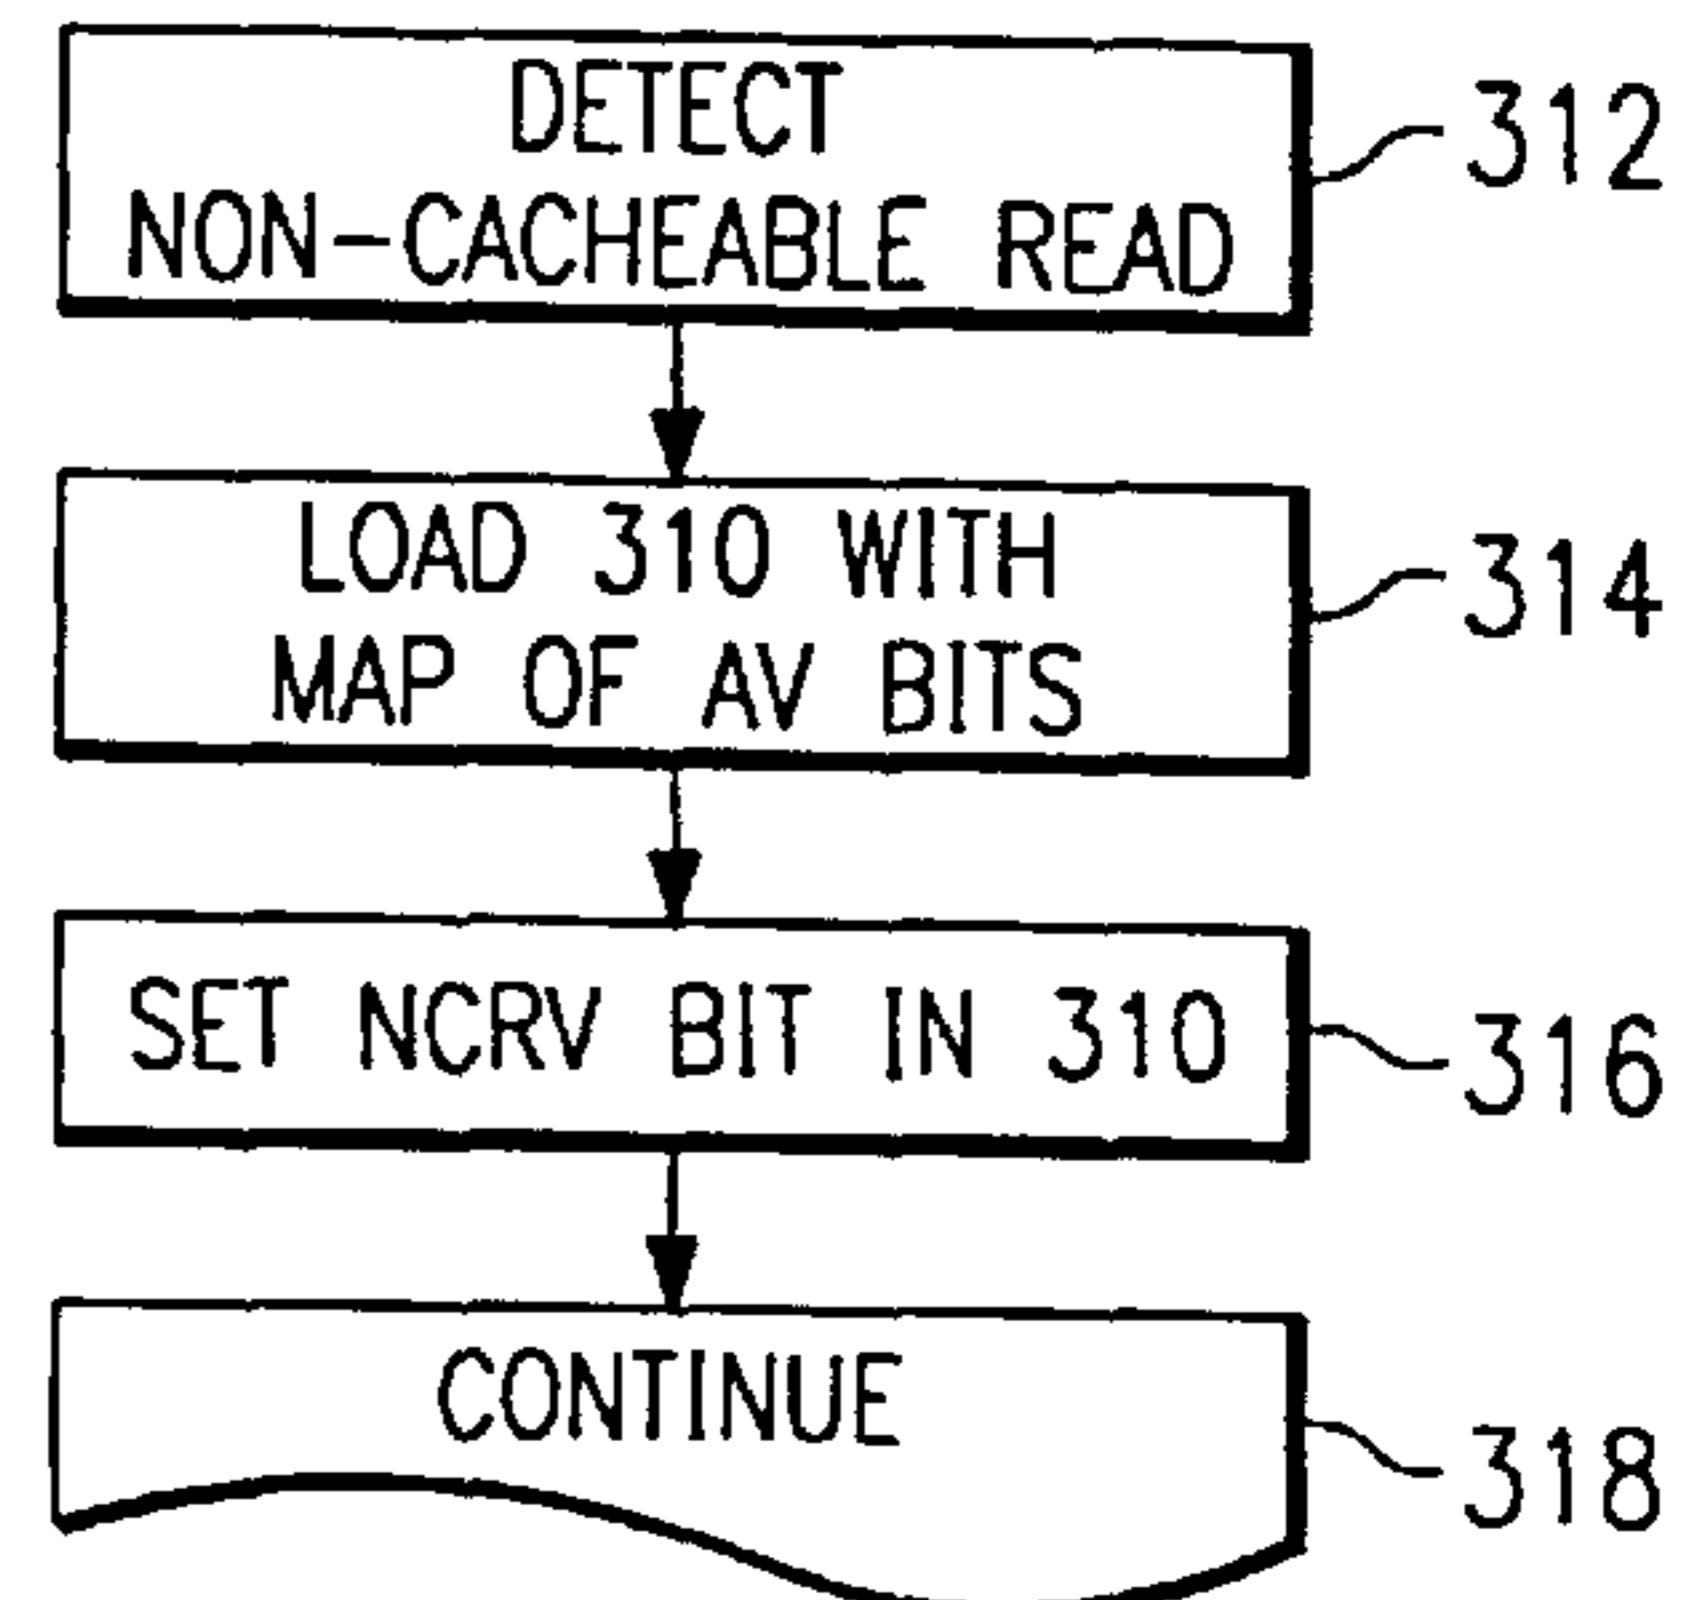 DETECT
NON-CACHEABLE READ
312
LOAD 310 WITH
MAP OF AV BITS
314
SET NCRV BIT IN 310
316
CONTINUE
318